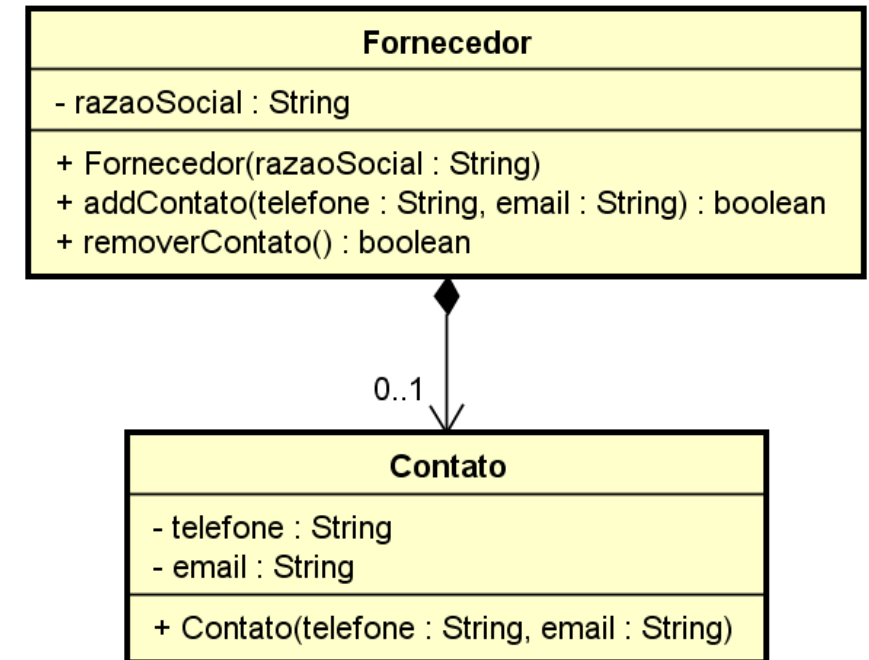 Fornecedor
- razaoSocial : String
+ Fornecedor(razaoSocial : String)
+ addContato(telefone : String, email : String) : boolean
+ removerContato() : boolean
0..1
Contato
- telefone : String
- email : String
+ Contato(telefone : String, email : String)